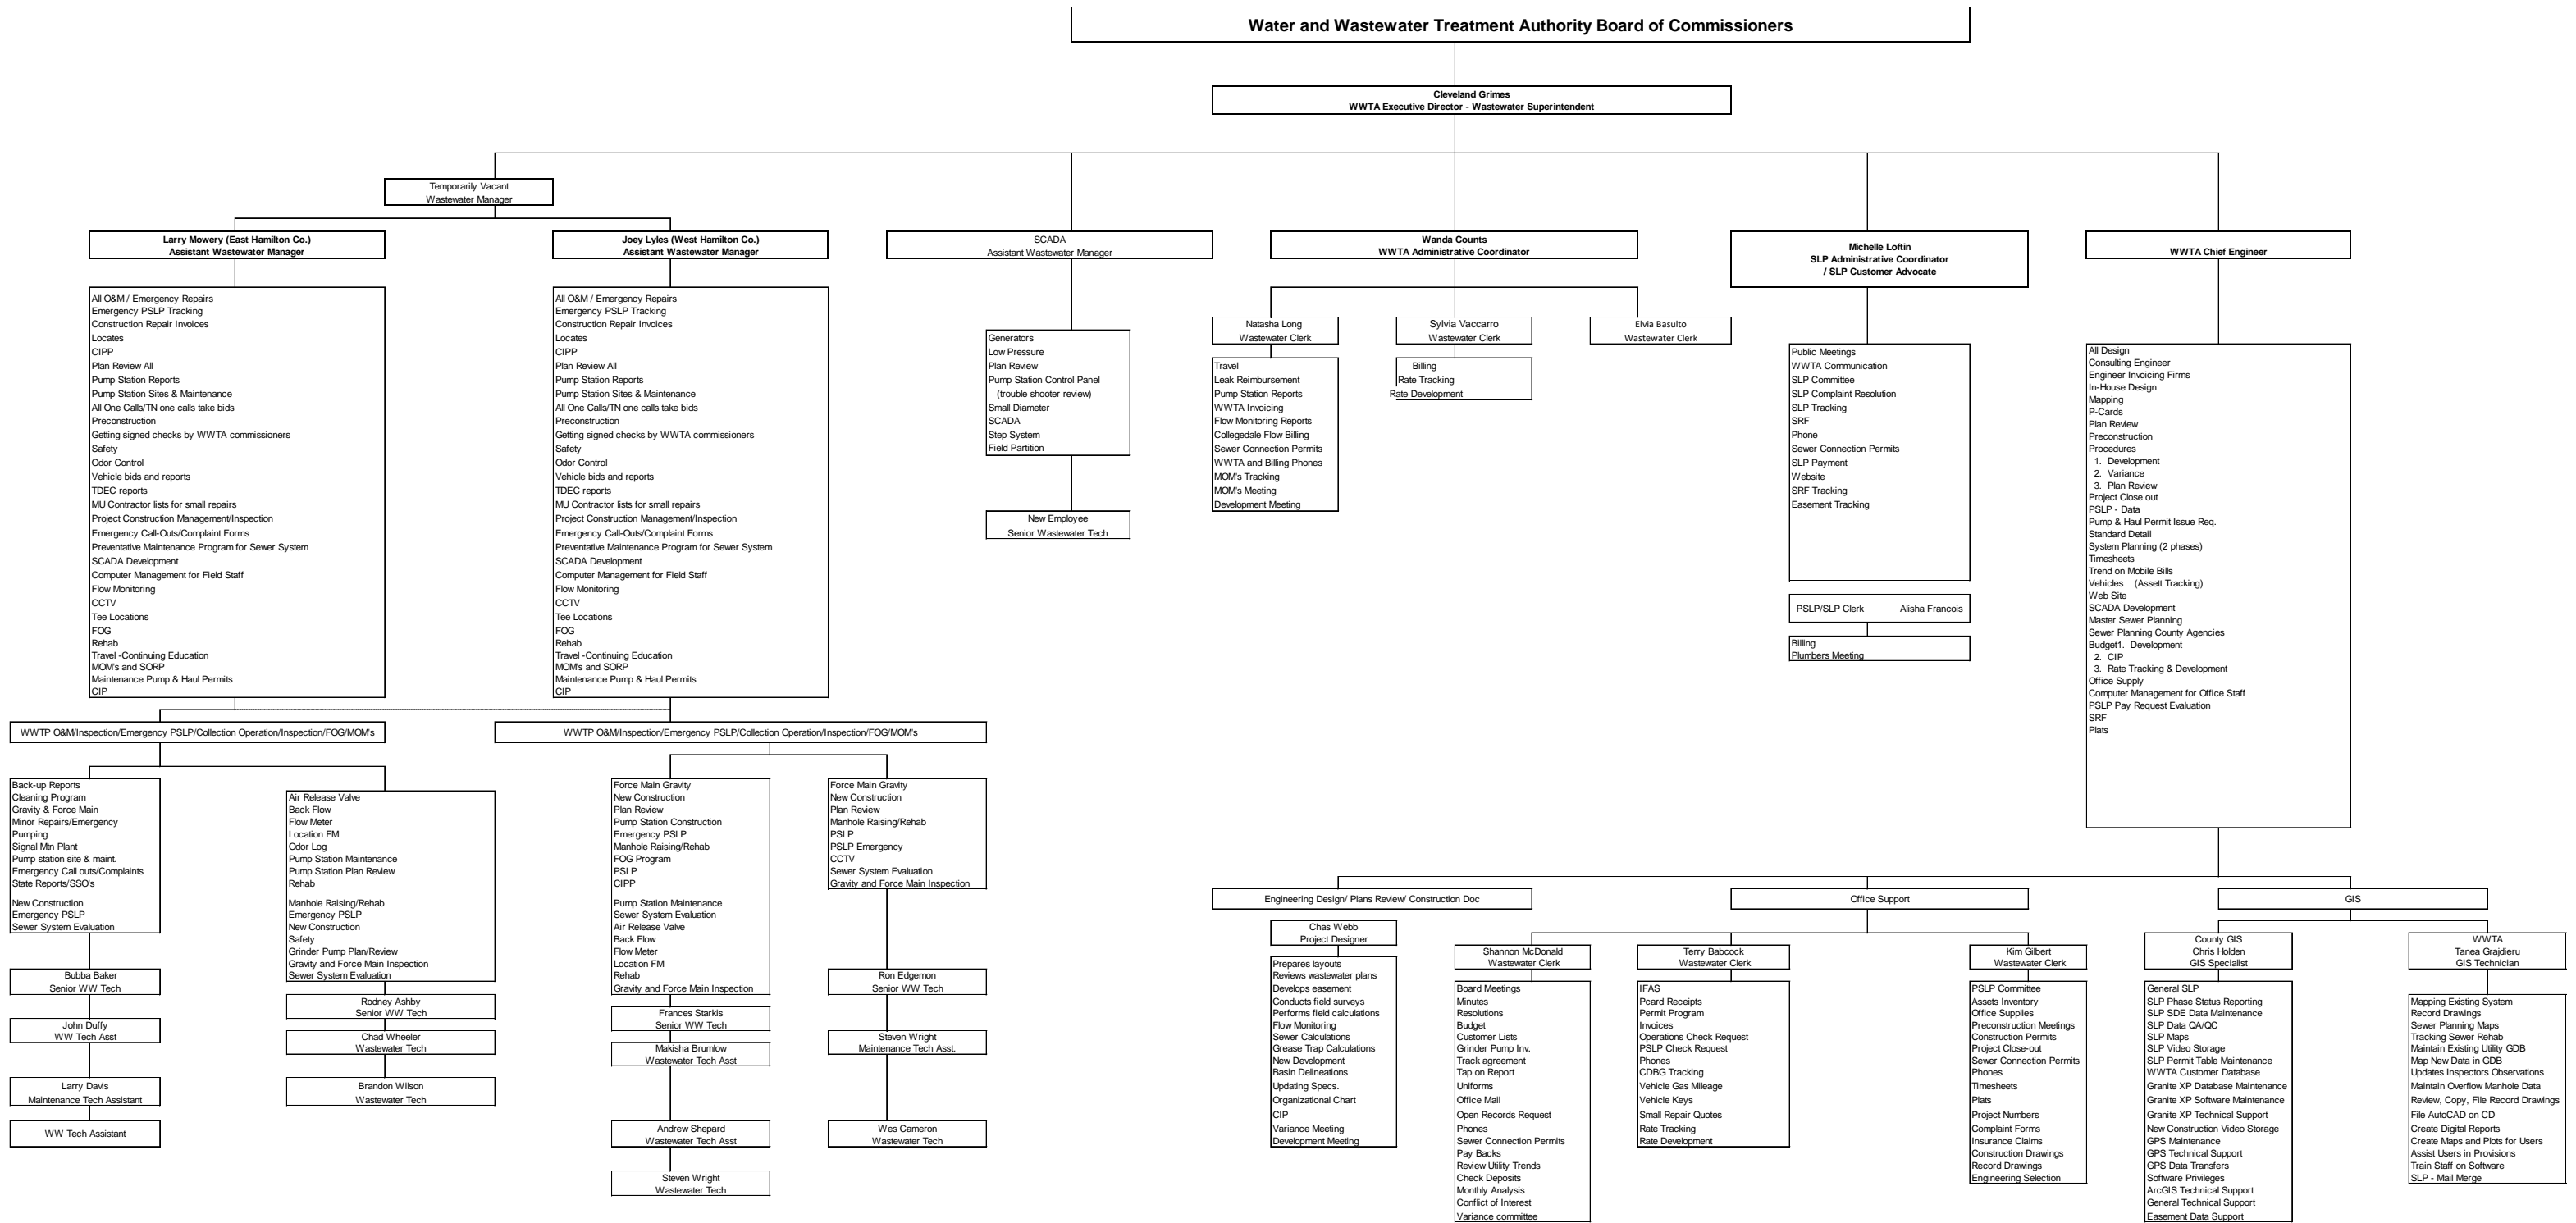 Water and Wastewater Treatment Authority Board of Commissioners
Cleveland Grimes
WWTA Executive Director - Wastewater Superintendent
Temporarily Vacant
Wastewater Manager
Larry Mowery (East Hamilton Co.)
Assistant Wastewater Manager
All O&M / Emergency Repairs
Emergency PSLP Tracking
Construction Repair Invoices
Locates
CIPP
Plan Review All
Pump Station Reports
Pump Station Sites & Maintenance
All One Calls/TN one calls take bids
Preconstruction
Getting signed checks by WWTA commissioners
Safety
Odor Control
Vehicle bids and reports
TDEC reports
MU Contractor lists for small repairs
Project Construction Management/Inspection
Emergency Call-Outs/Complaint Forms
Preventative Maintenance Program for Sewer System
SCADA Development
Computer Management for Field Staff
Flow Monitoring
CCTV
Tee Locations
FOG
Rehab
Travel -Continuing Education
MOM's and SORP
Maintenance Pump & Haul Permits
CIP
Joey Lyles (West Hamilton Co.)
Assistant Wastewater Manager
All O&M / Emergency Repairs
Emergency PSLP Tracking
Construction Repair Invoices
Locates
CIPP
Plan Review All
Pump Station Reports
Pump Station Sites & Maintenance
All One Calls/TN one calls take bids
Preconstruction
Getting signed checks by WWTA commissioners
Safety
Odor Control
Vehicle bids and reports
TDEC reports
MU Contractor lists for small repairs
Project Construction Management/Inspection
Emergency Call-Outs/Complaint Forms
Preventative Maintenance Program for Sewer System
SCADA Development
Computer Management for Field Staff
Flow Monitoring
CCTV
Tee Locations
FOG
Rehab
Travel -Continuing Education
MOM's and SORP
Maintenance Pump & Haul Permits
CIP
SCADA
Assistant Wastewater Manager
Generators
Low Pressure
Plan Review
Pump Station Control Panel
(trouble shooter review)
Small Diameter
SCADA
Step System
Field Partition
New Employee
Senior Wastewater Tech
Wanda Counts
WWTA Administrative Coordinator
Natasha Long
Wastewater Clerk
Travel
Leak Reimbursement
Pump Station Reports
WWTA Invoicing
Flow Monitoring Reports
Collegedale Flow Billing
Sewer Connection Permits
WWTA and Billing Phones
MOM's Tracking
MOM's Meeting
Development Meeting
Sylvia Vaccarro
Wastewater Clerk
Billing
Rate Tracking
Rate Development
Elvia Basulto
Wastewater Clerk
Michelle Loftin
SLP Administrative Coordinator
/ SLP Customer Advocate
Public Meetings
WWTA Communication
SLP Committee
SLP Complaint Resolution
SLP Tracking
SRF
Phone
Sewer Connection Permits
SLP Payment
Website
SRF Tracking
Easement Tracking
PSLP/SLP Clerk Alisha Francois
Billing
Plumbers Meeting
WWTA Chief Engineer
All Design
Consulting Engineer
Engineer Invoicing Firms
In-House Design
Mapping
P-Cards
Plan Review
Preconstruction
Procedures
1. Development
2. Variance
3. Plan Review
Project Close out
PSLP - Data
Pump & Haul Permit Issue Req.
Standard Detail
System Planning (2 phases)
Timesheets
Trend on Mobile Bills
Vehicles (Assett Tracking)
Web Site
SCADA Development
Master Sewer Planning
Sewer Planning County Agencies
Budget1. Development
2. CIP
3. Rate Tracking & Development
Office Supply
Computer Management for Office Staff
PSLP Pay Request Evaluation
SRF
Plats
WWTP O&M/Inspection/Emergency PSLP/Collection Operation/Inspection/FOG/MOM's
Back-up Reports
Cleaning Program
Gravity & Force Main
Minor Repairs/Emergency
Pumping
Signal Mtn Plant
Pump station site & maint.
Emergency Call outs/Complaints
State Reports/SSO's
New Construction
Emergency PSLP
Sewer System Evaluation
Bubba Baker
Senior WW Tech
John Duffy
WW Tech Asst
Larry Davis
Maintenance Tech Assistant
WW Tech Assistant
Air Release Valve
Back Flow
Flow Meter
Location FM
Odor Log
Pump Station Maintenance
Pump Station Plan Review
Rehab
Manhole Raising/Rehab
Emergency PSLP
New Construction
Safety
Grinder Pump Plan/Review
Gravity and Force Main Inspection
Sewer System Evaluation
Rodney Ashby
Senior WW Tech
Chad Wheeler
Wastewater Tech
Brandon Wilson
Wastewater Tech
WWTP O&M/Inspection/Emergency PSLP/Collection Operation/Inspection/FOG/MOM's
Force Main Gravity
New Construction
Plan Review
Pump Station Construction
Emergency PSLP
Manhole Raising/Rehab
FOG Program
PSLP
CIPP
Pump Station Maintenance
Sewer System Evaluation
Air Release Valve
Back Flow
Flow Meter
Location FM
Rehab
Gravity and Force Main Inspection
Frances Starkis
Senior WW Tech
Makisha Brumlow
Wastewater Tech Asst
Andrew Shepard
Wastewater Tech Asst
Steven Wright
Wastewater Tech
Force Main Gravity
New Construction
Plan Review
Manhole Raising/Rehab
PSLP
PSLP Emergency
CCTV
Sewer System Evaluation
Gravity and Force Main Inspection
Ron Edgemon
Senior WW Tech
Steven Wright
Maintenance Tech Asst.
Wes Cameron
Wastewater Tech
Engineering Design/ Plans Review/ Construction Doc
Chas Webb
Project Designer
Prepares layouts
Reviews wastewater plans
Develops easement
Conducts field surveys
Performs field calculations
Flow Monitoring
Sewer Calculations
Grease Trap Calculations
New Development
Basin Delineations
Updating Specs.
Organizational Chart
CIP
Variance Meeting
Development Meeting
Office Support
Shannon McDonald
Wastewater Clerk
Board Meetings
Minutes
Resolutions
Budget
Customer Lists
Grinder Pump Inv.
Track agreement
Tap on Report
Uniforms
Office Mail
Open Records Request
Phones
Sewer Connection Permits
Pay Backs
Review Utility Trends
Check Deposits
Monthly Analysis
Conflict of Interest
Variance committee
Terry Babcock
Wastewater Clerk
IFAS
Pcard Receipts
Permit Program
Invoices
Operations Check Request
PSLP Check Request
Phones
CDBG Tracking
Vehicle Gas Mileage
Vehicle Keys
Small Repair Quotes
Rate Tracking
Rate Development
Kim Gilbert
Wastewater Clerk
PSLP Committee
Assets Inventory
Office Supplies
Preconstruction Meetings
Construction Permits
Project Close-out
Sewer Connection Permits
Phones
Timesheets
Plats
Project Numbers
Complaint Forms
Insurance Claims
Construction Drawings
Record Drawings
Engineering Selection
GIS
County GIS
Chris Holden
GIS Specialist
General SLP
SLP Phase Status Reporting
SLP SDE Data Maintenance
SLP Data QA/QC
SLP Maps
SLP Video Storage
SLP Permit Table Maintenance
WWTA Customer Database
Granite XP Database Maintenance
Granite XP Software Maintenance
Granite XP Technical Support
New Construction Video Storage
GPS Maintenance
GPS Technical Support
GPS Data Transfers
Software Privileges
ArcGIS Technical Support
General Technical Support
Easement Data Support
WWTA
Tanea Grajdieru
GIS Technician
Mapping Existing System
Record Drawings
Sewer Planning Maps
Tracking Sewer Rehab
Maintain Existing Utility GDB
Map New Data in GDB
Updates Inspectors Observations
Maintain Overflow Manhole Data
Review, Copy, File Record Drawings
File AutoCAD on CD
Create Digital Reports
Create Maps and Plots for Users
Assist Users in Provisions
Train Staff on Software
SLP - Mail Merge